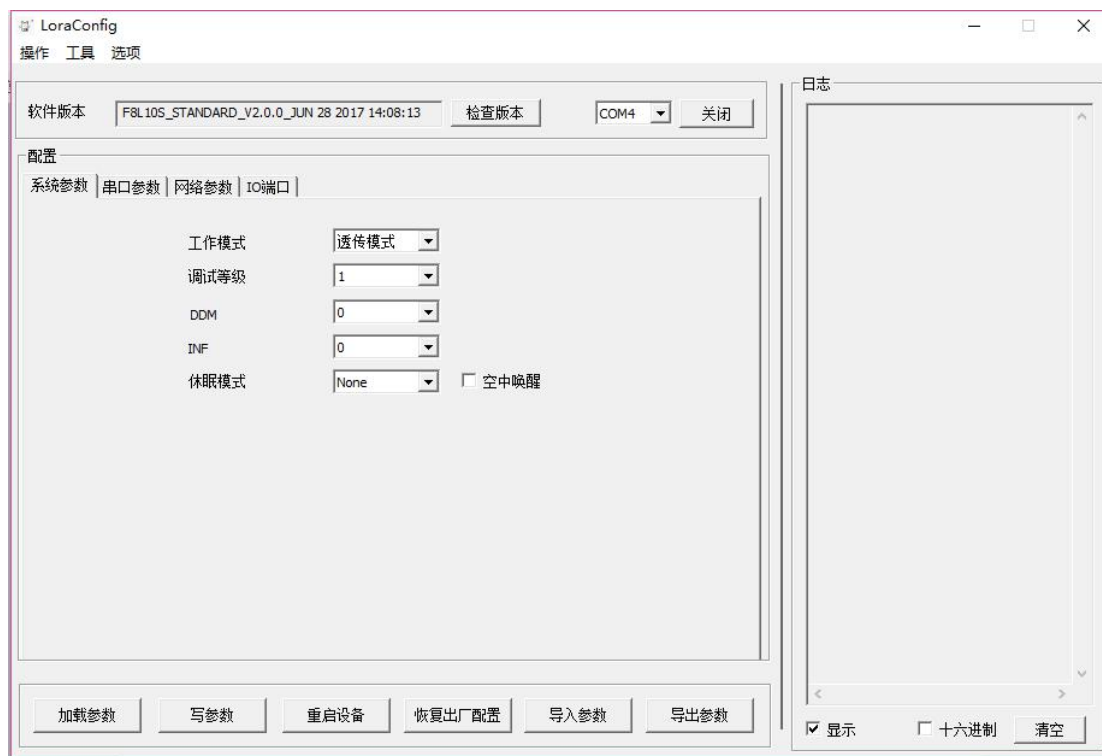 LoraConfig
操作 工具 选项
软件版本 F8L10S_STANDARD_V2.0.0_JUN 28 2017 14:08:13 检查版本 COM4 关闭
配置
系统参数 串口参数 网络参数 IO端口
工作模式 透传模式
调试等级 1
DDM 0
INF 0
休眠模式 None 空中唤醒
加载参数 写参数 重启设备 恢复出厂配置 导入参数 导出参数
日志
显示 十六进制 清空